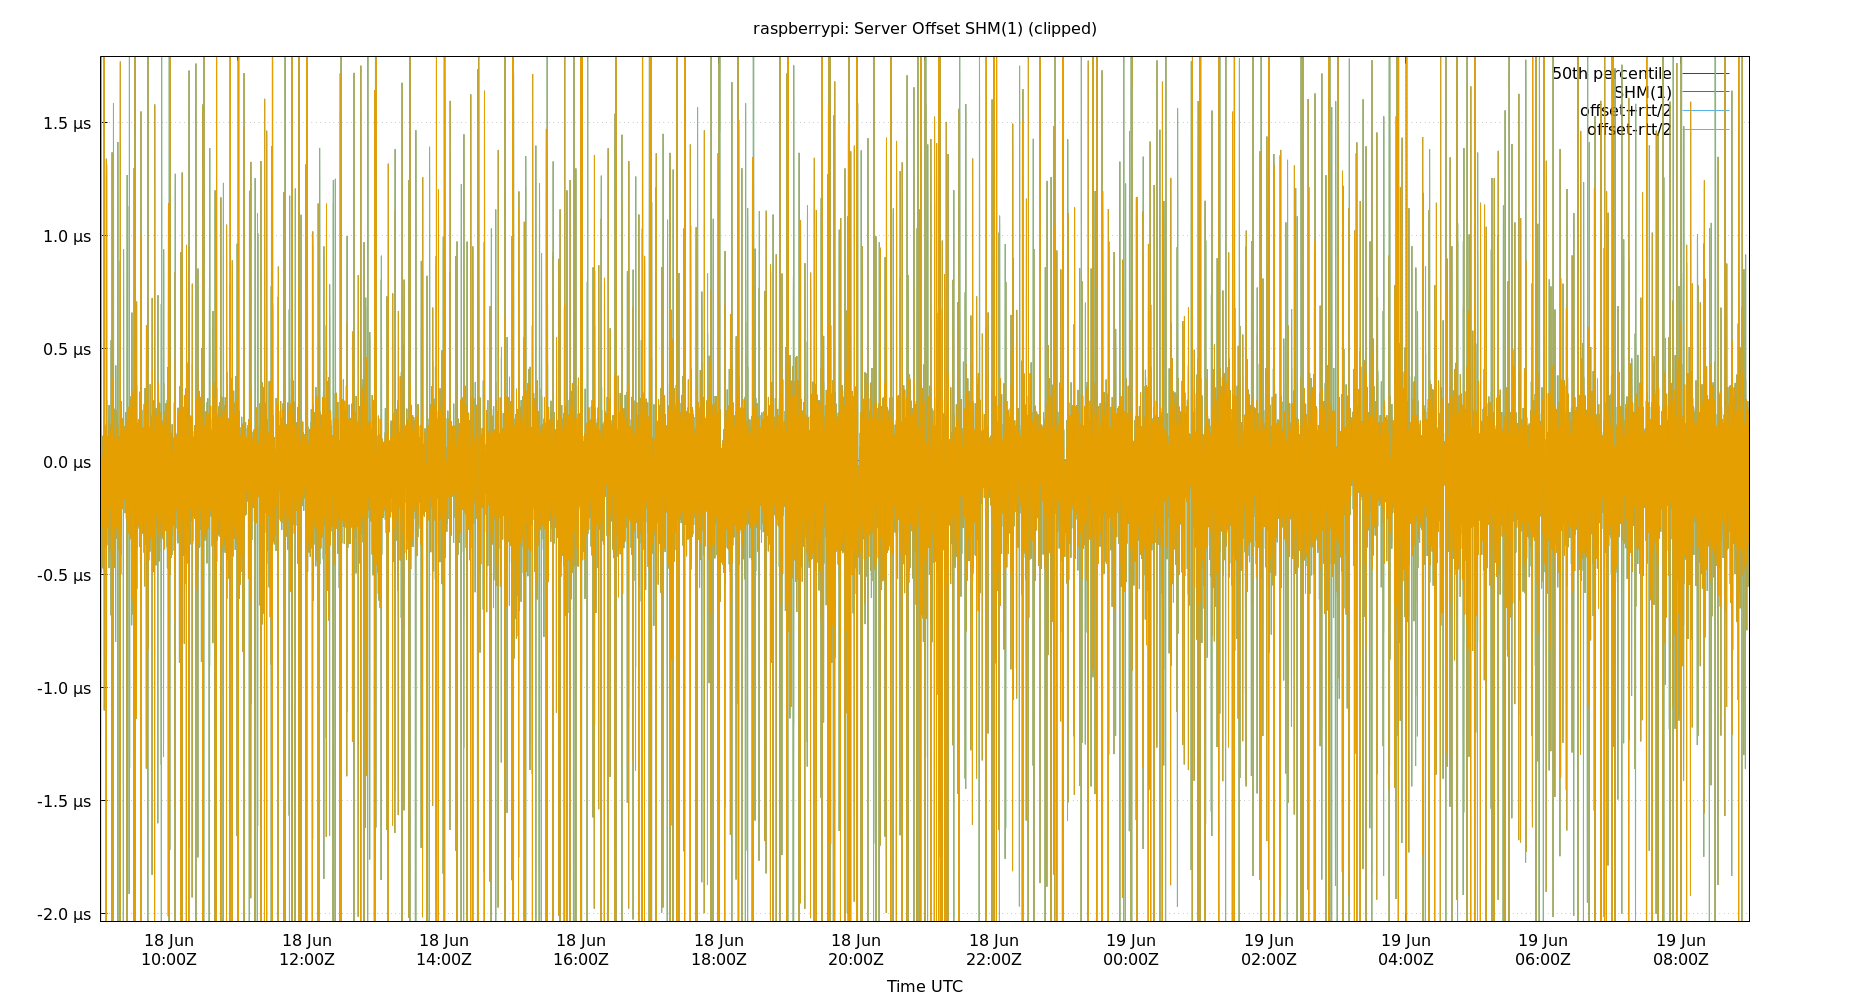 raspberrypi: Server Offset SHM(1) (clipped)
50th percentile
SHM(1)
offset+rtt/2
offset-rtt/2
1.5 µs
1.0 µs
0.5 µs
0.0 µs
-0.5 µs
-1.0 µs
-1.5 µs
-2.0 µs
18 Jun 18 Jun 18 Jun 18 Jun 18 Jun 18 Jun 18 Jun 19 Jun 19 Jun 19 Jun 19 Jun 19 Jun
10:00Z 12:00Z 14:00Z 16:00Z 18:00Z 20:00Z 22:00Z 00:00Z 02:00Z 04:00Z 06:00Z 08:00Z
Time UTC